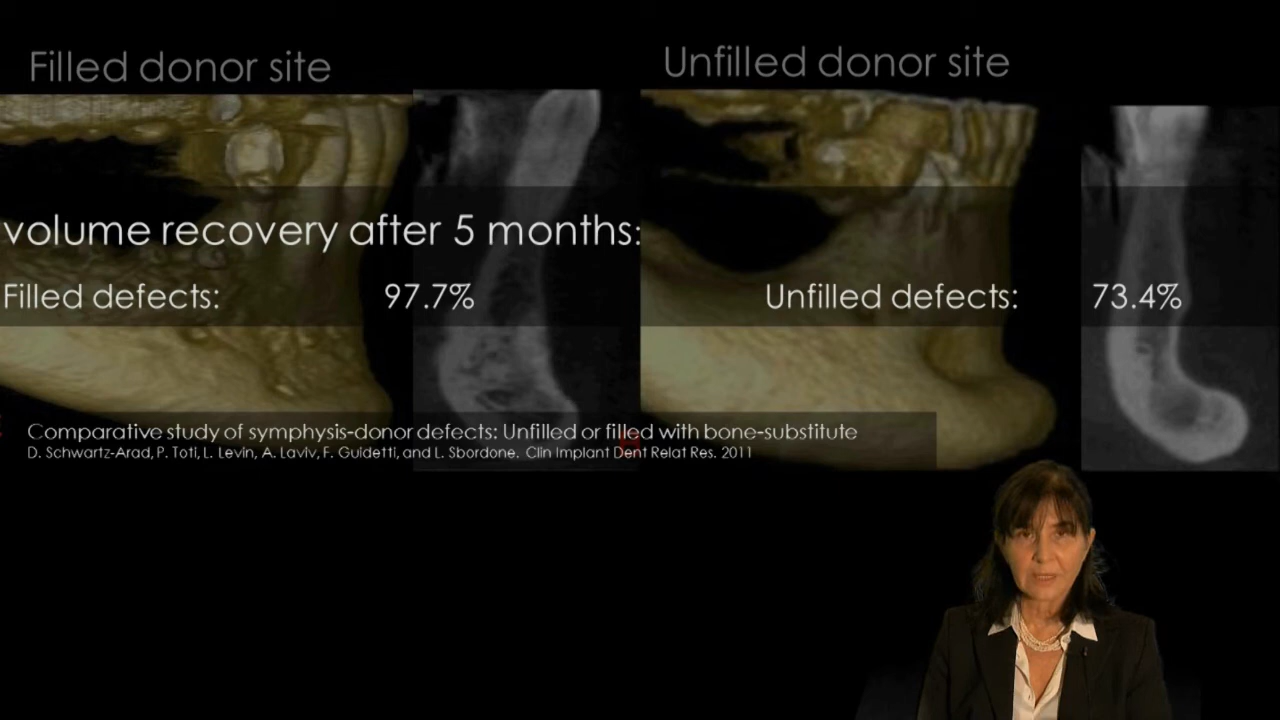 Filled donor site
Unfilled donor site
volume recovery after 5 months:
Filled defects: 97.7%
Unfilled defects: 73.4%
Comparative study of symphysis-donor defects: Unfilled or filled with bone-substitute
D. Schwartz-Arad, P. Toti, L. Levin, A. Laviv, F. Guidetti, and L. Sbordone. Clin Implant Dent Relat Res. 2011